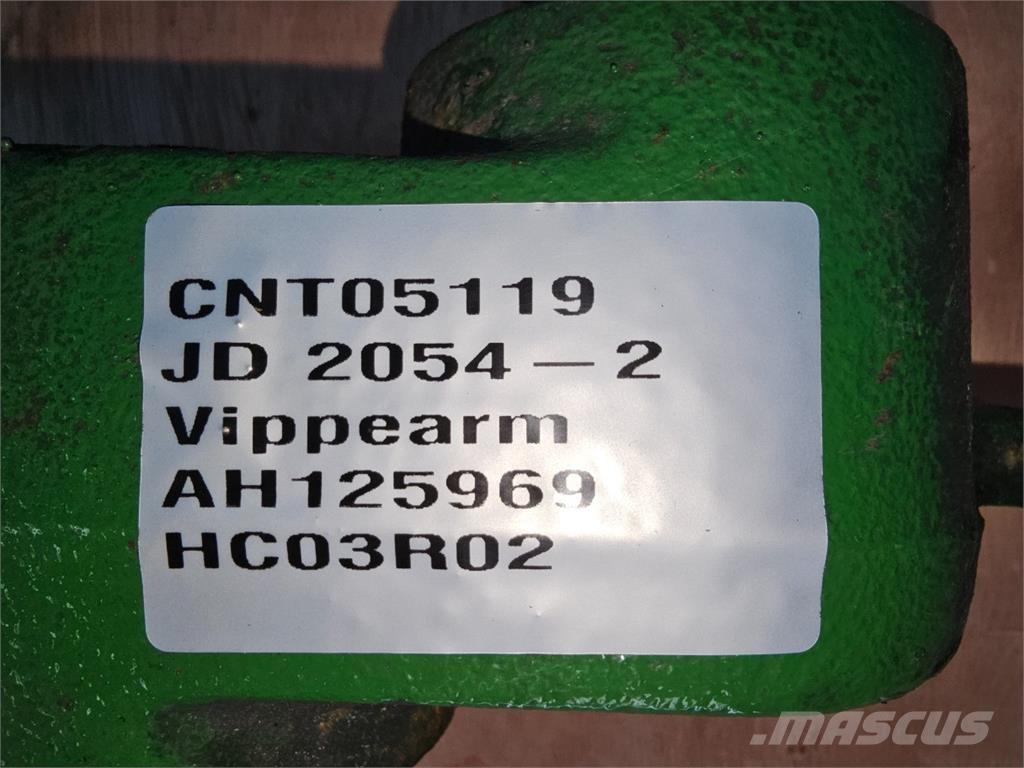 CNT05119
JD 2054 – 2
Vippearm
AH125969
HC03R02
MASCUS